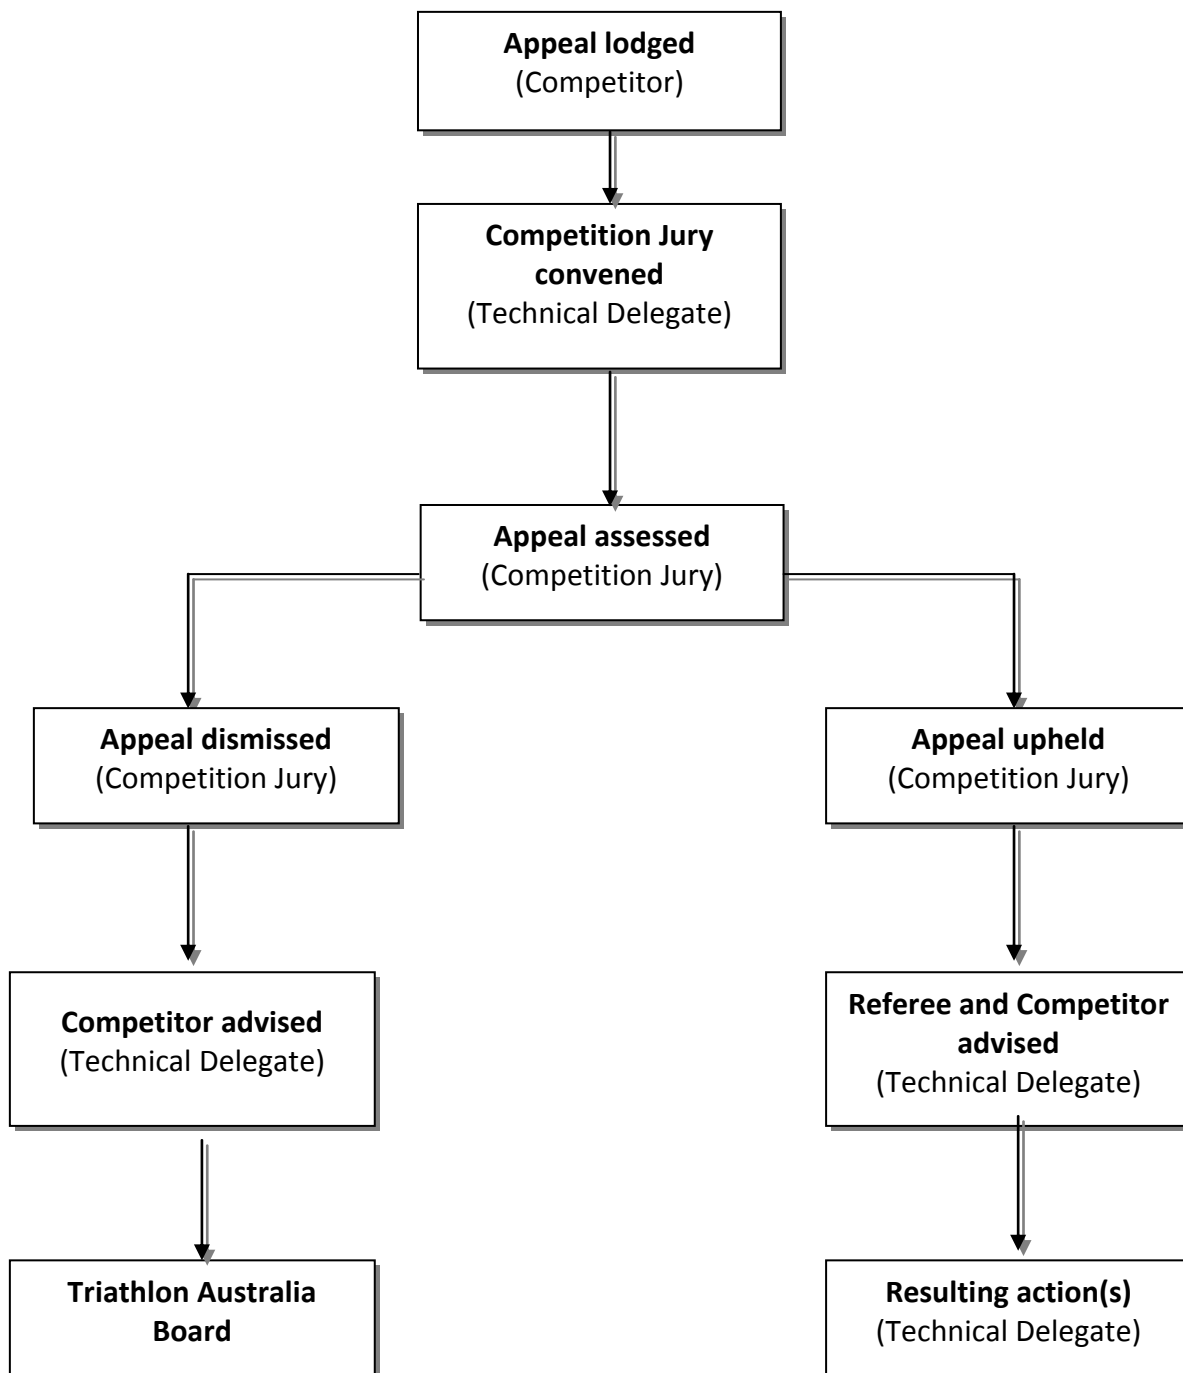 Appeal lodged
(Competitor)
Competition Jury
convened
(Technical Delegate)
Appeal assessed
(Competition Jury)
Appeal dismissed
(Competition Jury)
Appeal upheld
(Competition Jury)
Competitor advised
(Technical Delegate)
Referee and Competitor
advised
(Technical Delegate)
Triathlon Australia
Board
Resulting action(s)
(Technical Delegate)